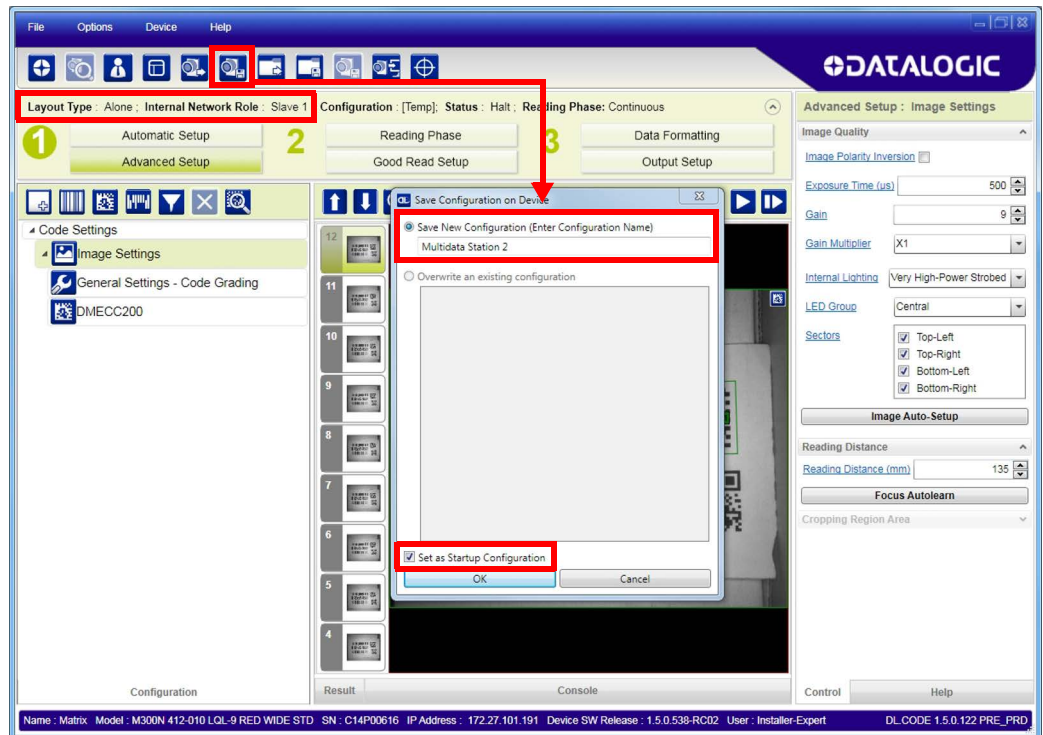 File Options Device Help
DATALOGIC
Layout Type : Alone ; Internal Network Role : Slave 1 Configuration : [Temp]; Status : Halt ; Reading Phase: Continuous
1 Automatic Setup 2 Reading Phase 3 Data Formatting
Advanced Setup Good Read Setup Output Setup
Code Settings
Image Settings
General Settings - Code Grading
DMECC200
Configuration
12
11
10
9
8
7
6
5
4
Save Configuration on Device
Save New Configuration (Enter Configuration Name)
Multidata Station 2
Overwrite an existing configuration
Set as Startup Configuration
OK Cancel
Result Console
Advanced Setup : Image Settings
Image Quality
Image Polarity Inversion
Exposure Time (us) 500
Gain 9
Gain Multiplier X1
Internal Lighting Very High-Power Strobed
LED Group Central
Sectors Top-Left
Top-Right
Bottom-Left
Bottom-Right
Image Auto-Setup
Reading Distance
Reading Distance (mm) 135
Focus Autolearn
Cropping Region Area
Control Help
Name : Matrix Model : M300N 412-010 LQL-9 RED WIDE STD SN : C14P00616 IP Address : 172.27.101.191 Device SW Release : 1.5.0.538-RC02 User : Installer-Expert DL.CODE 1.5.0.122 PRE_PRD